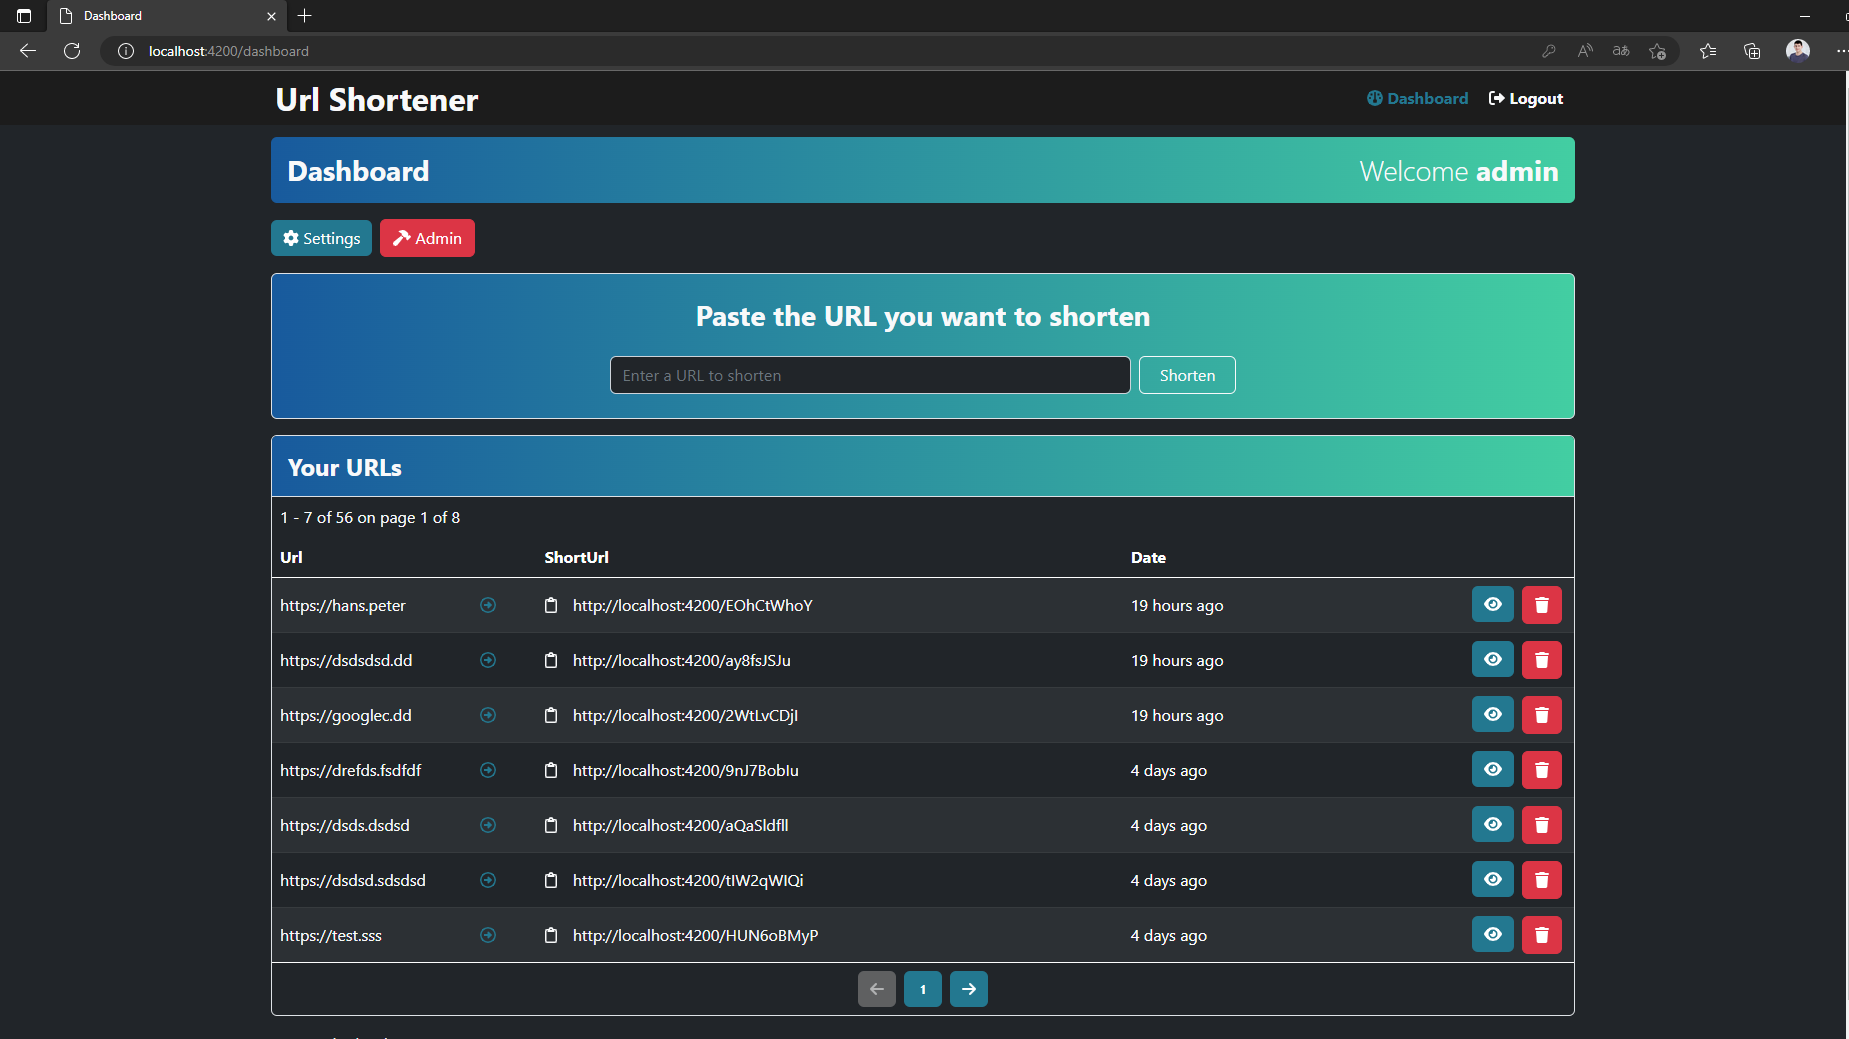 Dashboard
localhost:4200/dashboard
Url Shortener
Dashboard Logout
Dashboard Welcome admin
Settings Admin
Paste the URL you want to shorten
Enter a URL to shorten Shorten
Your URLs
1 - 7 of 56 on page 1 of 8
Url ShortUrl Date
https://hans.peter http://localhost:4200/EOhCtWhoY 19 hours ago
https://dsdsdsd.dd http://localhost:4200/ay8fsJSJu 19 hours ago
https://googlec.dd http://localhost:4200/2WtLvCDjI 19 hours ago
https://drefds.fsdfdf http://localhost:4200/9nJ7BobIu 4 days ago
https://dsds.dsdsd http://localhost:4200/aQaSldfll 4 days ago
https://dsdsd.sdsdsd http://localhost:4200/tIW2qWIQi 4 days ago
https://test.sss http://localhost:4200/HUN6oBMyP 4 days ago
1